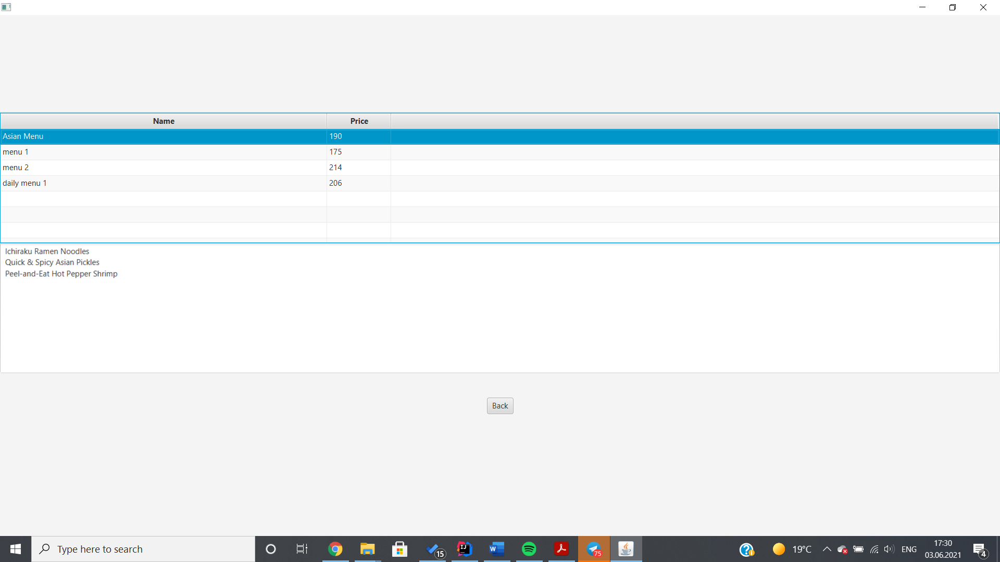 Name Price
Asian Menu 190
menu 1 175
menu 2 214
daily menu 1 206
Ichiraku Ramen Noodles
Quick & Spicy Asian Pickles
Peel-and-Eat Hot Pepper Shrimp
Back
Type here to search 15 IJ W 75 19°C ENG 17:30
03.06.2021 4